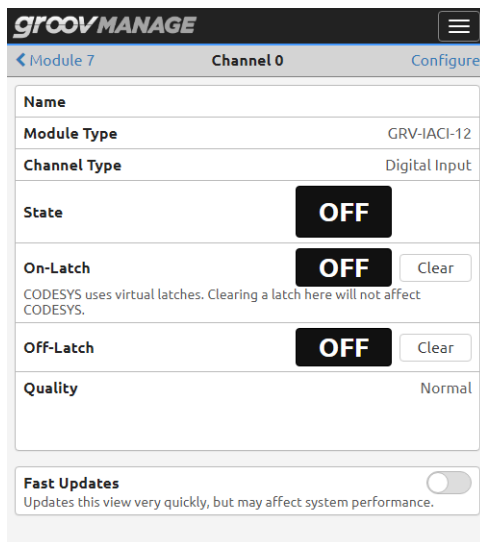 groov MANAGE
Module 7 Channel 0 Configure
Name
Module Type GRV-IACI-12
Channel Type Digital Input
State OFF
On-Latch OFF Clear
CODESYS uses virtual latches. Clearing a latch here will not affect
CODESYS.
Off-Latch OFF Clear
Quality Normal
Fast Updates
Updates this view very quickly, but may affect system performance.